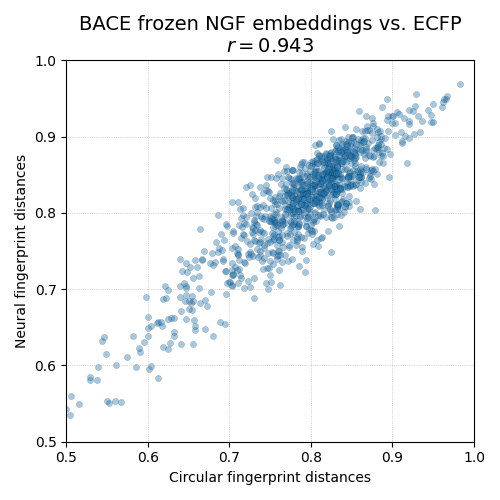 BACE frozen NGF embeddings vs. ECFP
r = 0.943
1.0
0.9
0.8
0.7
0.6
0.5
Neural fingerprint distances
0.5 0.6 0.7 0.8 0.9 1.0
Circular fingerprint distances